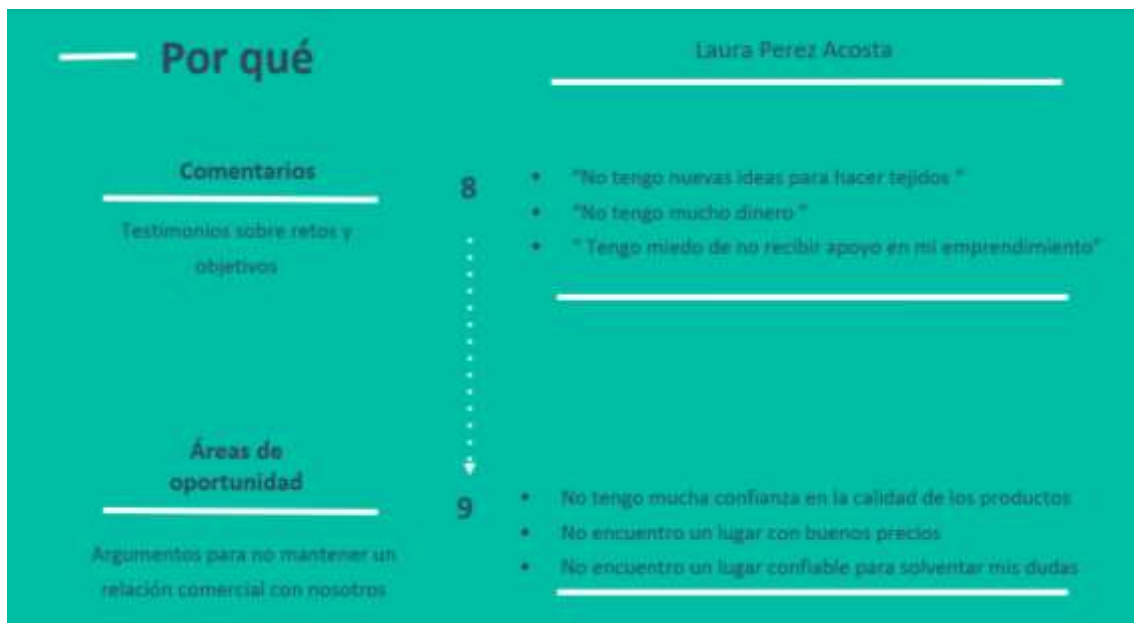 Por qué
Laura Perez Acosta
Comentarios
Testimonios sobre retos y
objetivos
8
• "No tengo nuevas ideas para hacer tejidos "
• "No tengo mucho dinero "
• " Tengo miedo de no recibir apoyo en mi emprendimiento"
Áreas de
oportunidad
Argumentos para no mantener un
relación comercial con nosotros
9
• No tengo mucha confianza en la calidad de los productos
• No encuentro un lugar con buenos precios
• No encuentro un lugar confiable para solventar mis dudas